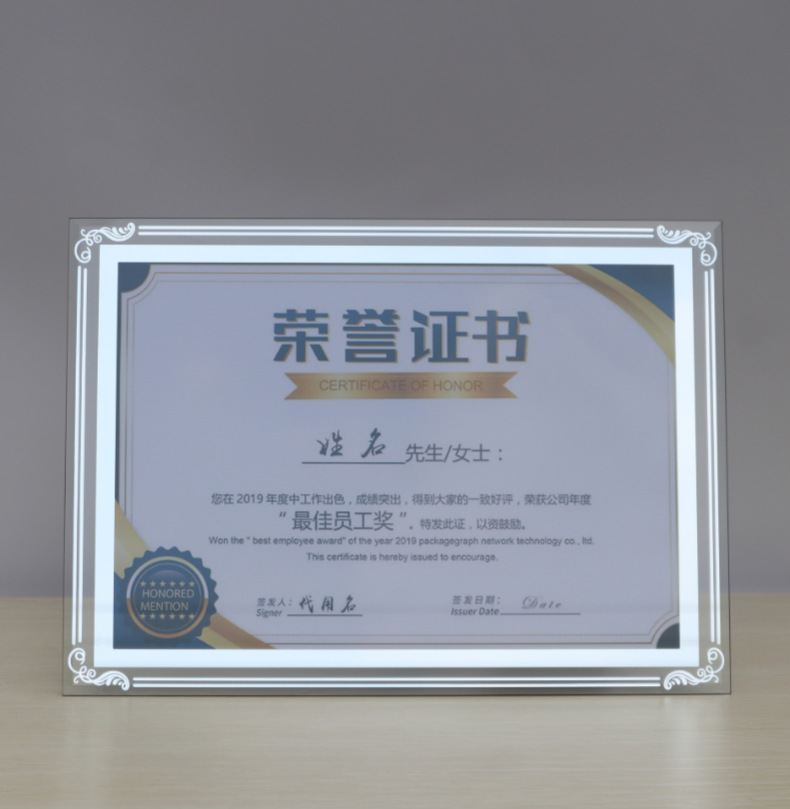 荣誉证书
CERTIFICATE OF HONOR
姓名 先生/女士：
您在2019年度中工作出色，成绩突出，得到大家的一致好评，荣获公司年度
“最佳员工奖”。特发此证，以资鼓励。
Won the " best employee award" of the year 2019 packagegraph network technology co., ltd.
This certificate is hereby issued to encourage.
HONORED
MENTION
签发人：代用名
Signer
签发日期：
Issuer Date Date